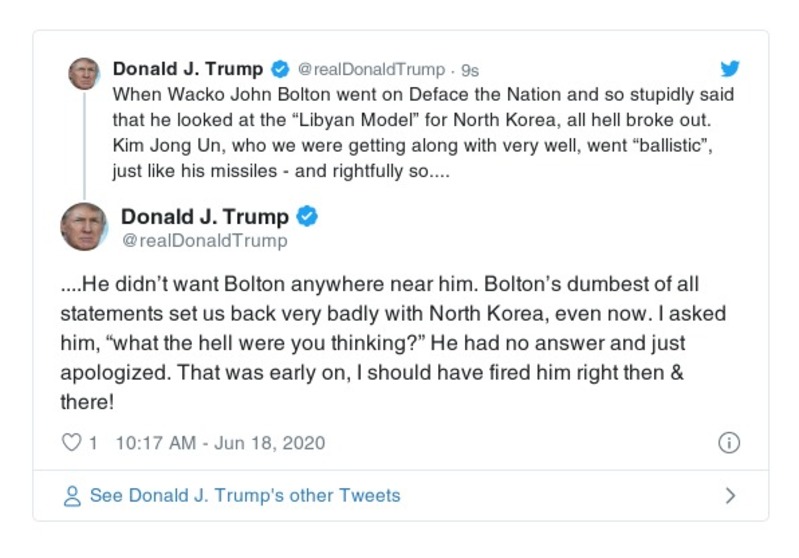 Donald J. Trump @realDonaldTrump · 9s
When Wacko John Bolton went on Deface the Nation and so stupidly said
that he looked at the “Libyan Model” for North Korea, all hell broke out.
Kim Jong Un, who we were getting along with very well, went “ballistic”,
just like his missiles - and rightfully so....
Donald J. Trump
@realDonaldTrump
....He didn’t want Bolton anywhere near him. Bolton’s dumbest of all
statements set us back very badly with North Korea, even now. I asked
him, “what the hell were you thinking?” He had no answer and just
apologized. That was early on, I should have fired him right then &
there!
1 10:17 AM - Jun 18, 2020
See Donald J. Trump's other Tweets